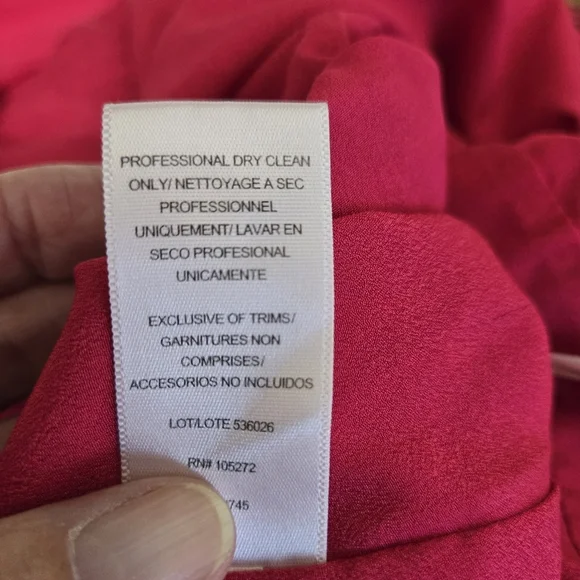 PROFESSIONAL DRY CLEAN
ONLY/ NETTOYAGE A SEC
PROFESSIONNEL
UNIQUEMENT/ LAVAR EN
SECO PROFESIONAL
UNICAMENTE
EXCLUSIVE OF TRIMS/
GARNITURES NON
COMPRISES/
ACCESORIOS NO INCLUIDOS
LOT/LOTE 536026
RN# 105272
745